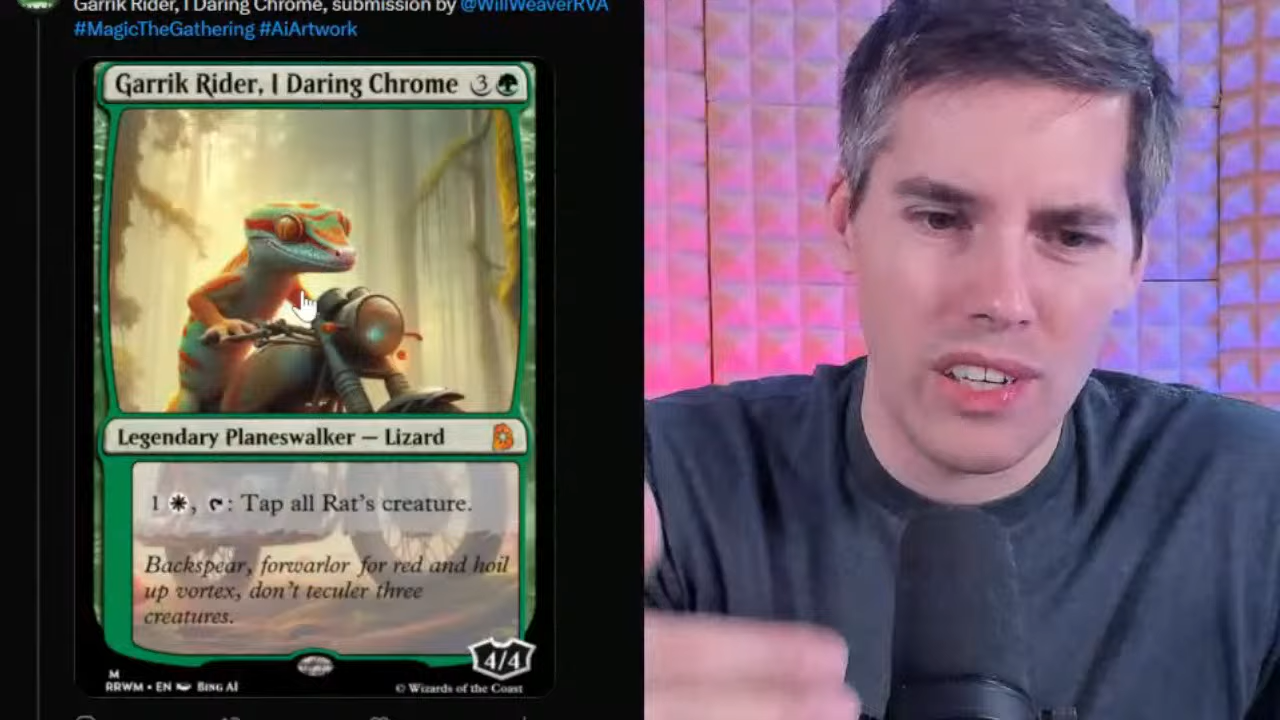 Garrik Rider, I Daring Chrome, submission by @WillWeaverRVA
#MagicTheGathering #AiArtwork
Garrik Rider, I Daring Chrome 3
Legendary Planeswalker — Lizard
1 , : Tap all Rat's creature.
Backspear, forwarlor for red and hoil
up vortex, don't teculer three
creatures.
4/4
M
RRWM • EN Bing AI
© Wizards of the Coast